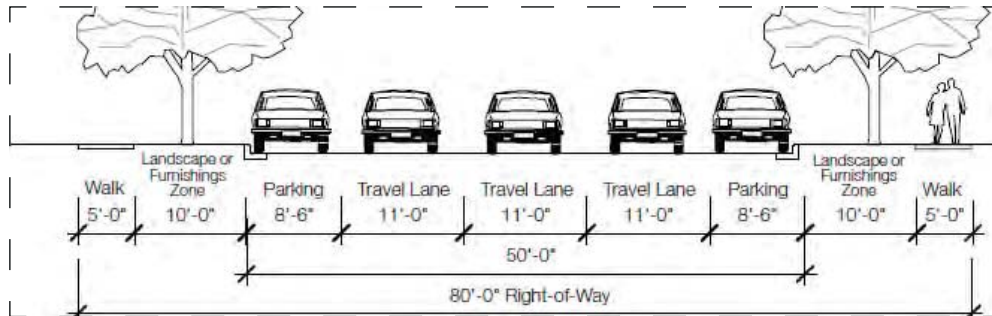 Landscape or
Furnishings
Zone
Landscape or
Furnishings
Zone
Walk Parking Travel Lane Travel Lane Travel Lane Parking Walk
5'-0" 10'-0" 8'-6" 11'-0" 11'-0" 11'-0" 8'-6" 10'-0" 5'-0"
50'-0"
80'-0" Right-of-Way